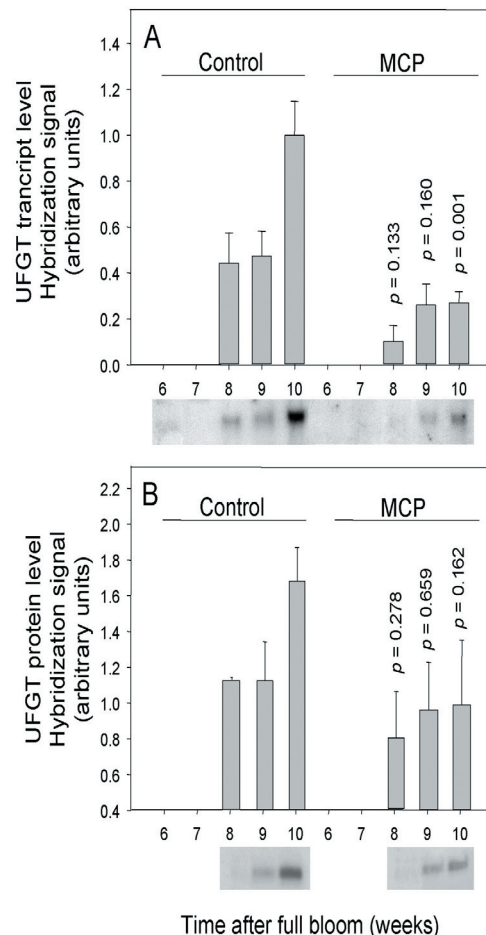 A
Control
MCP
UFGT trancript level
Hybridization signal
(arbitrary units)
1.4
1.2
1.0
0.8
0.6
0.4
0.2
0.0
p = 0.133
p = 0.160
p = 0.001
6 7 8 9 10 6 7 8 9 10
B
Control
MCP
UFGT protein level
Hybridization signal
(arbitrary units)
2.2
2.0
1.8
1.6
1.4
1.2
1.0
0.8
0.6
0.4
p = 0.278
p = 0.659
p = 0.162
6 7 8 9 10 6 7 8 9 10
Time after full bloom (weeks)